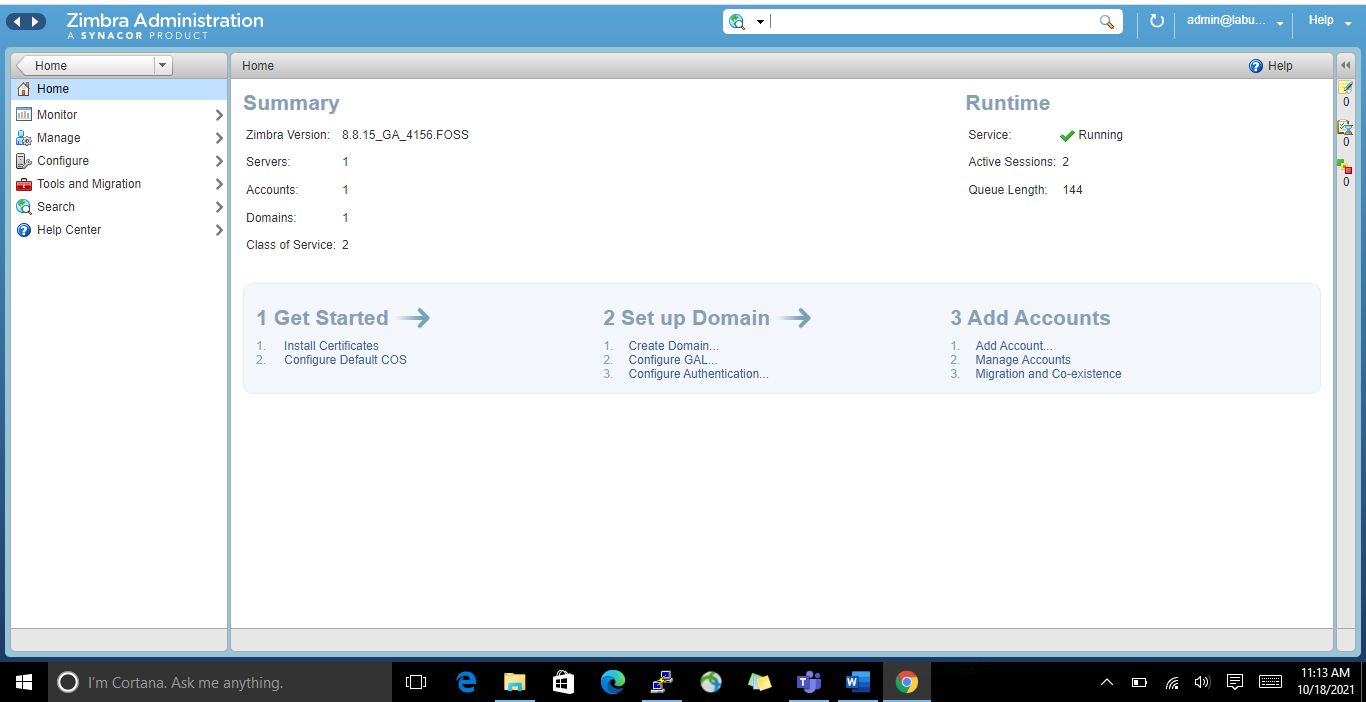 Zimbra Administration
A SYNACOR PRODUCT
admin@labu...
Help
Home
Home
Monitor
Manage
Configure
Tools and Migration
Search
Help Center
Home
Help
Summary
Zimbra Version: 8.8.15_GA_4156.FOSS
Servers: 1
Accounts: 1
Domains: 1
Class of Service: 2
Runtime
Service: Running
Active Sessions: 2
Queue Length: 144
0
0
0
1 Get Started
1. Install Certificates
2. Configure Default COS
2 Set up Domain
1. Create Domain...
2. Configure GAL...
3. Configure Authentication...
3 Add Accounts
1. Add Account...
2. Manage Accounts
3. Migration and Co-existence
I'm Cortana. Ask me anything.
11:13 AM
10/18/2021